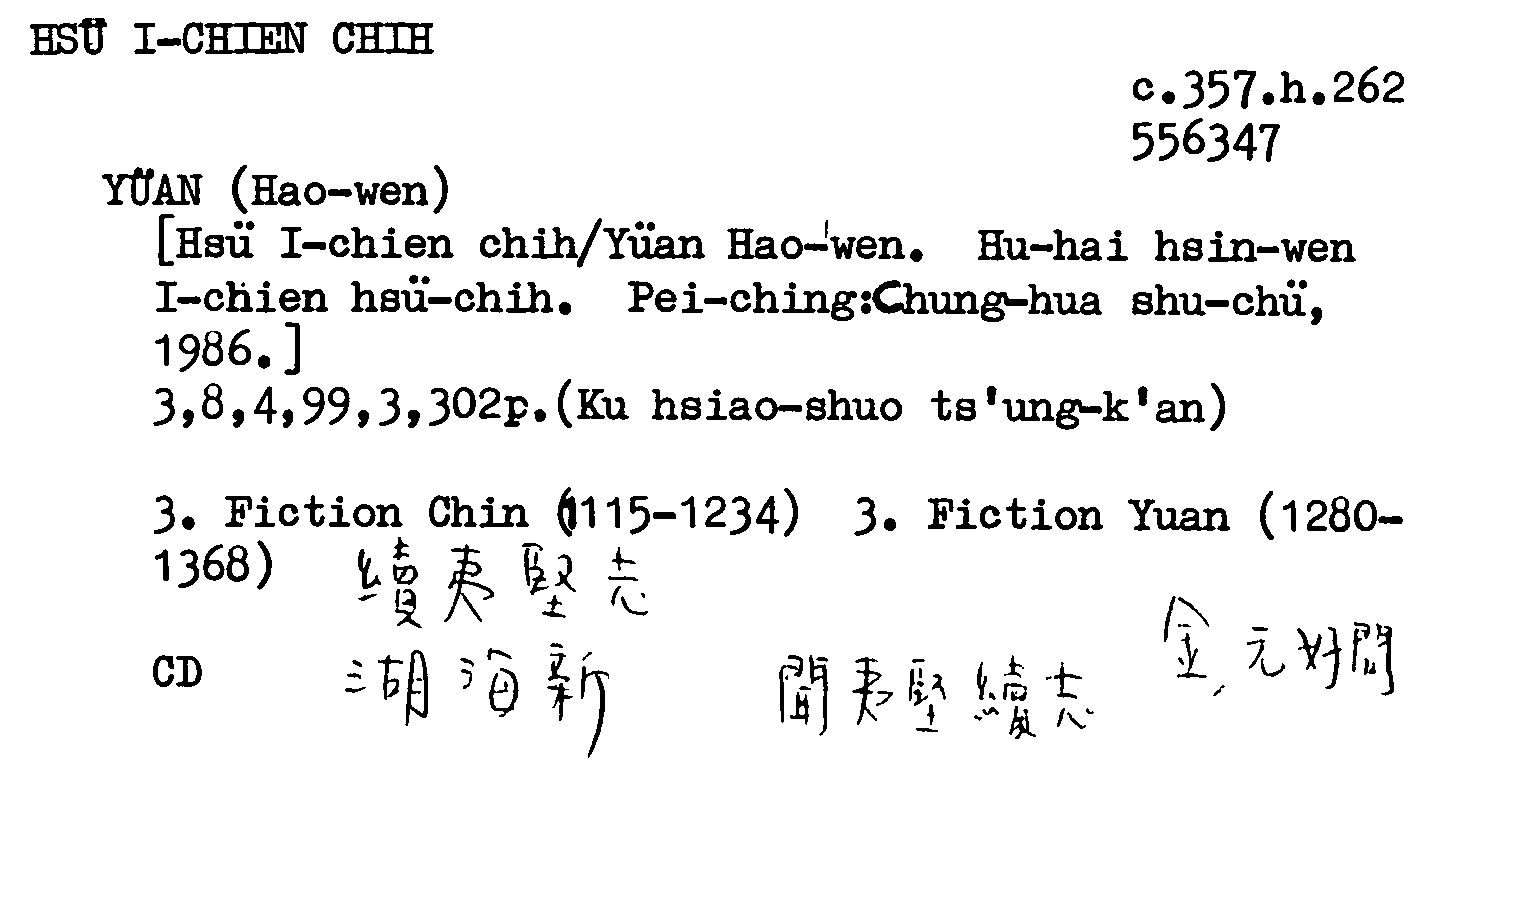 HSÜ I-CHIEN CHIH
c.357.h.262
556347
YÜAN (Hao-wen)
[Hsü I-chien chih/Yüan Hao-wen. Hu-hai hsin-wen
I-chien hsü-chih. Pei-ching:Chung-hua shu-chü,
1986.]
3,8,4,99,3,302p.(Ku hsiao-shuo ts'ung-k'an)
3. Fiction Chin (1115-1234) 3. Fiction Yuan (1280-
1368) 續夷堅志
金、元好問
CD 湖海新 聞夷堅續志